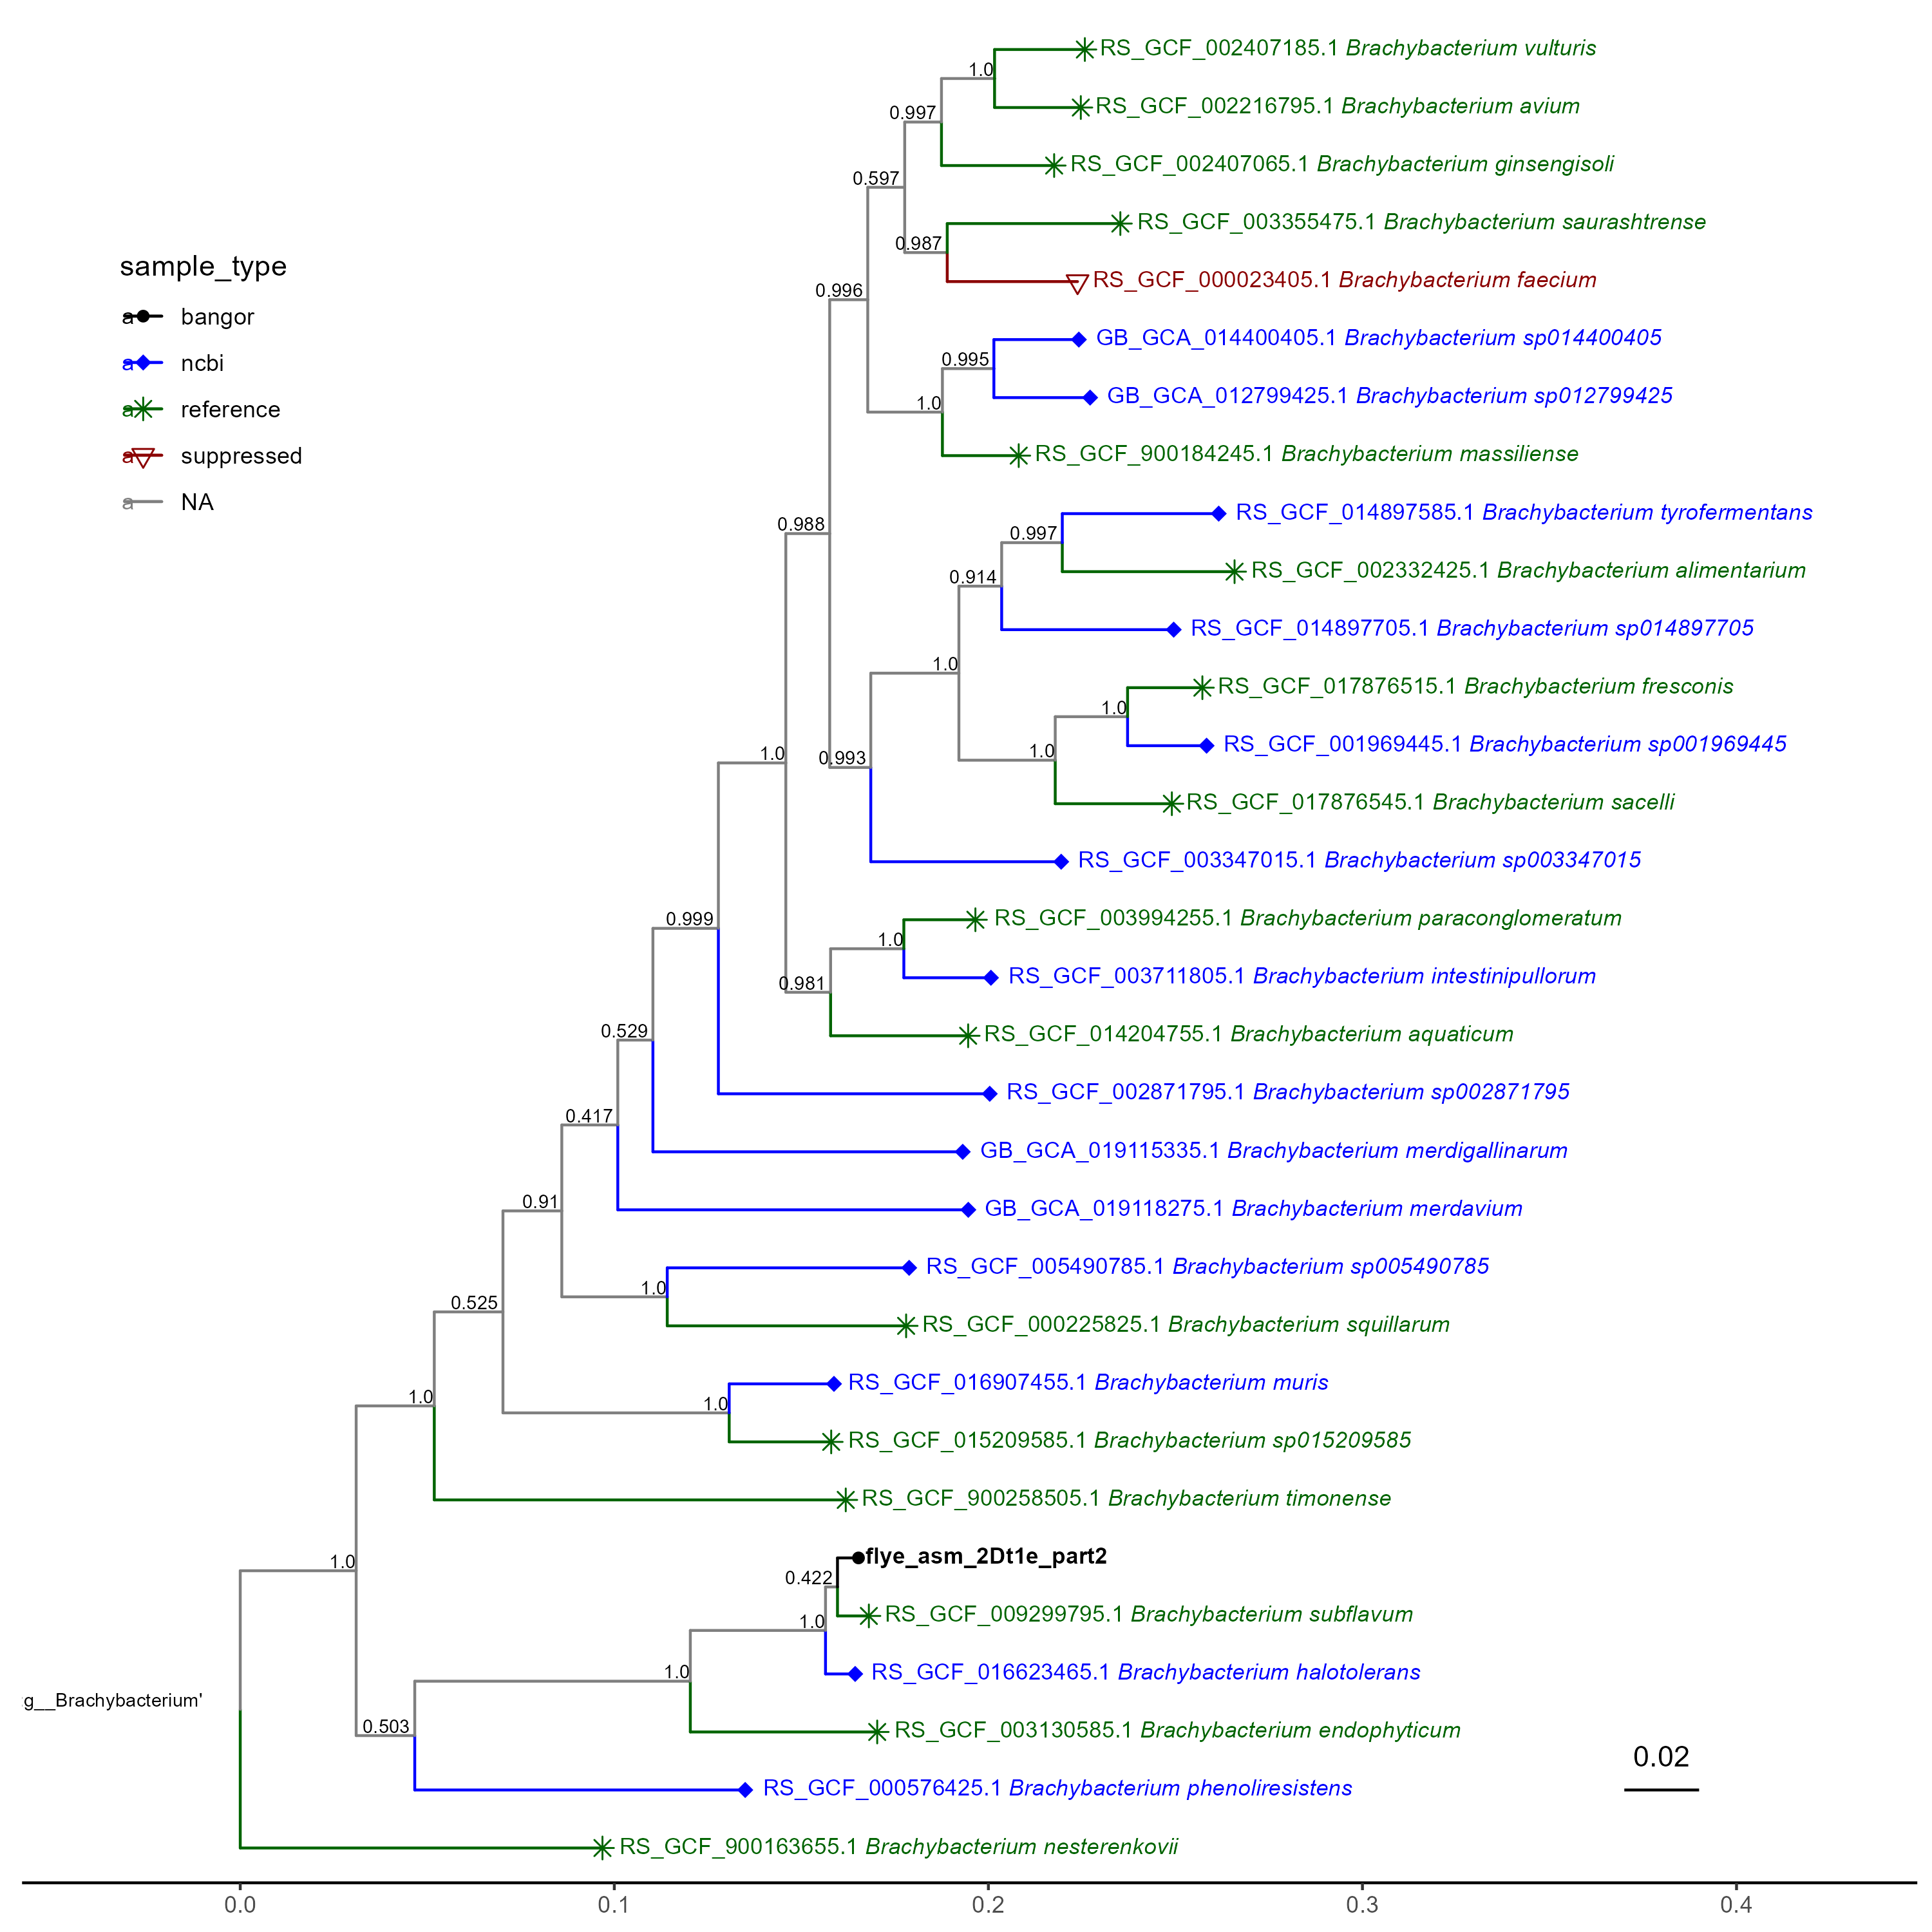 RS_GCF_002407185.1 Brachybacterium vulturis
1.0
RS_GCF_002216795.1 Brachybacterium avium
0.997
RS_GCF_002407065.1 Brachybacterium ginsengisoli
0.597
RS_GCF_003355475.1 Brachybacterium saurashtrense
0.987
RS_GCF_000023405.1 Brachybacterium faecium
0.996
sample_type
a bangor
a ncbi
a reference
a suppressed
a NA
GB_GCA_014400405.1 Brachybacterium sp014400405
0.995
GB_GCA_012799425.1 Brachybacterium sp012799425
1.0
RS_GCF_900184245.1 Brachybacterium massiliense
0.988
RS_GCF_014897585.1 Brachybacterium tyrofermentans
0.997
RS_GCF_002332425.1 Brachybacterium alimentarium
0.914
RS_GCF_014897705.1 Brachybacterium sp014897705
1.0
RS_GCF_017876515.1 Brachybacterium fresconis
1.0
RS_GCF_001969445.1 Brachybacterium sp001969445
1.0
1.0
0.993
RS_GCF_017876545.1 Brachybacterium sacelli
RS_GCF_003347015.1 Brachybacterium sp003347015
0.999
RS_GCF_003994255.1 Brachybacterium paraconglomeratum
1.0
RS_GCF_003711805.1 Brachybacterium intestinipullorum
0.981
RS_GCF_014204755.1 Brachybacterium aquaticum
0.529
RS_GCF_002871795.1 Brachybacterium sp002871795
0.417
GB_GCA_019115335.1 Brachybacterium merdigallinarum
0.91
GB_GCA_019118275.1 Brachybacterium merdavium
RS_GCF_005490785.1 Brachybacterium sp005490785
1.0
0.525
RS_GCF_000225825.1 Brachybacterium squillarum
RS_GCF_016907455.1 Brachybacterium muris
1.0
1.0
RS_GCF_015209585.1 Brachybacterium sp015209585
RS_GCF_900258505.1 Brachybacterium timonense
1.0
flye_asm_2Dt1e_part2
0.422
RS_GCF_009299795.1 Brachybacterium subflavum
1.0
RS_GCF_016623465.1 Brachybacterium halotolerans
1.0
g__Brachybacterium'
0.503
RS_GCF_003130585.1 Brachybacterium endophyticum
0.02
RS_GCF_000576425.1 Brachybacterium phenoliresistens
RS_GCF_900163655.1 Brachybacterium nesterenkovii
0.0 0.1 0.2 0.3 0.4